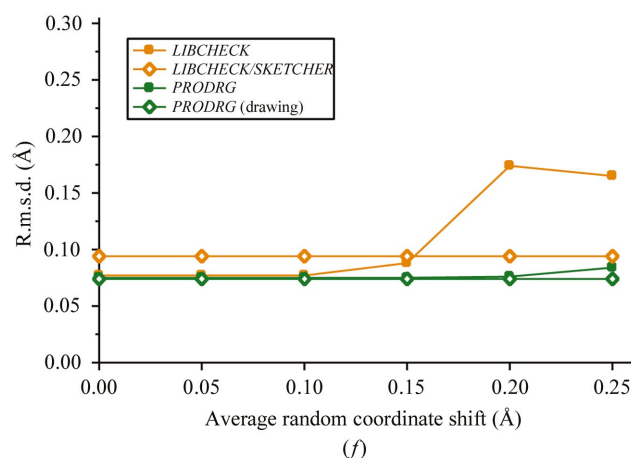 0.30
0.25
0.20
0.15
0.10
0.05
0.00
R.m.s.d. (Å)
LIBCHECK
LIBCHECK/SKETCHER
PRODRG
PRODRG (drawing)
0.00 0.05 0.10 0.15 0.20 0.25
Average random coordinate shift (Å)
(f)